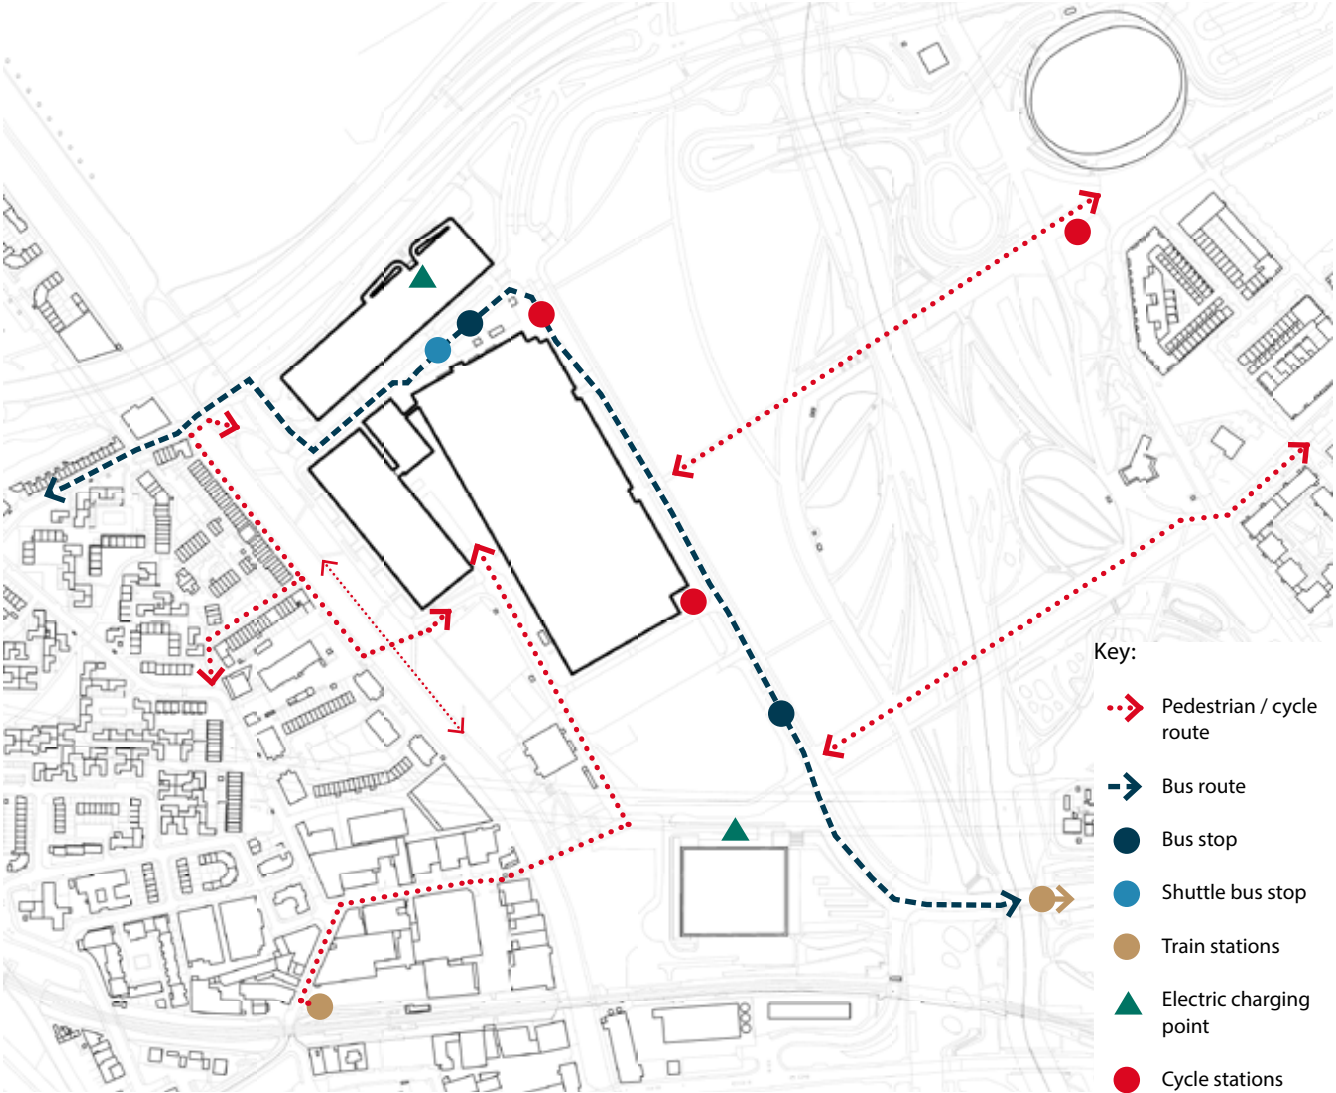 Key:
Pedestrian / cycle
route
Bus route
Bus stop
Shuttle bus stop
Train stations
Electric charging
point
Cycle stations